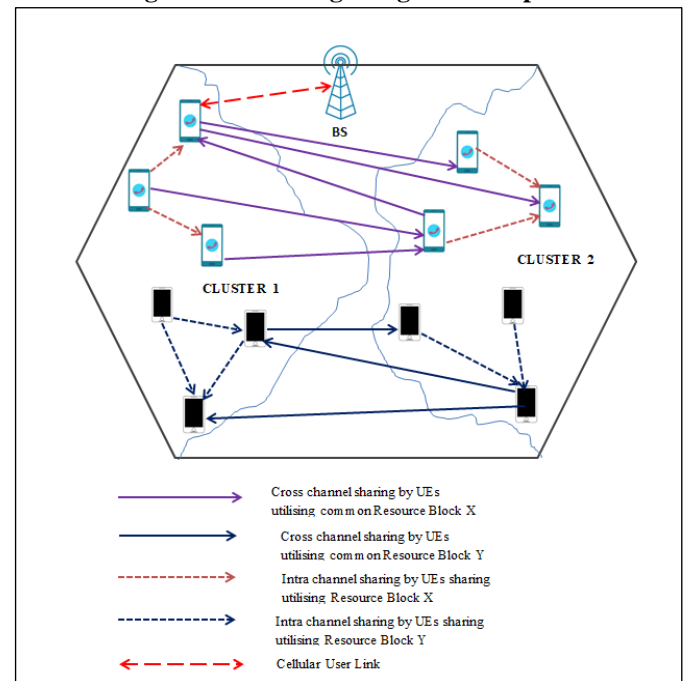 BS
CLUSTER 2
CLUSTER 1
Cross channel sharing by UEs
utilising common Resource Block X
Cross channel sharing by UEs
utilising common Resource Block Y
Intra channel sharing by UEs sharing
utilising Resource Block X
Intra channel sharing by UEs sharing
utilising Resource Block Y
Cellular User Link